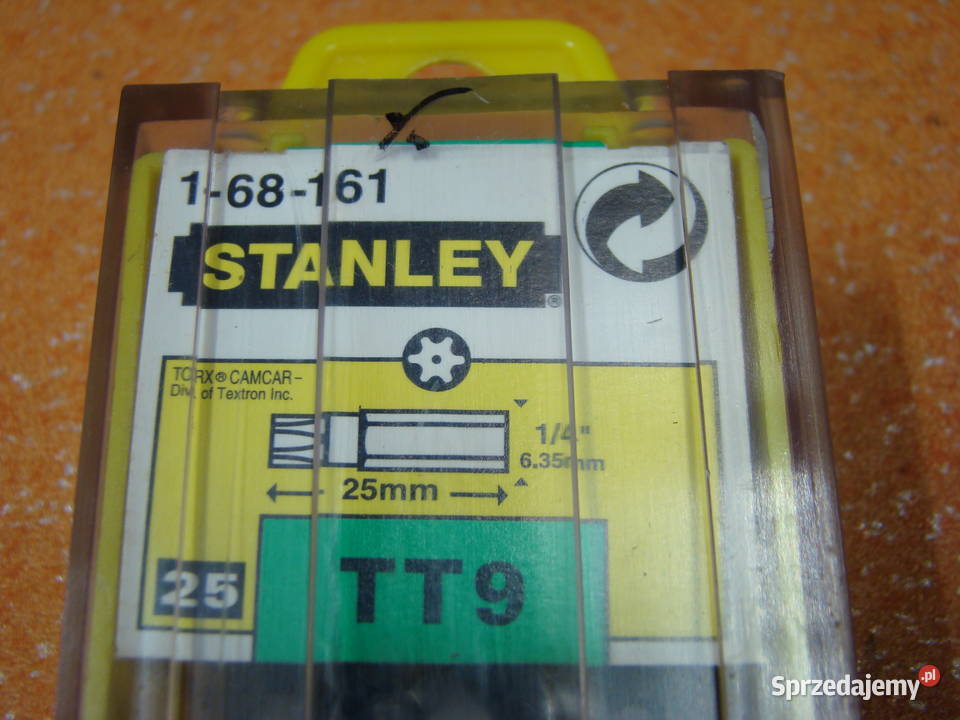 1-68-161
STANLEY®
TORX® CAMCAR-
Div. of Textron Inc.
1/4"
6.35mm
25mm
25
TT9
Sprzedajemy.pl